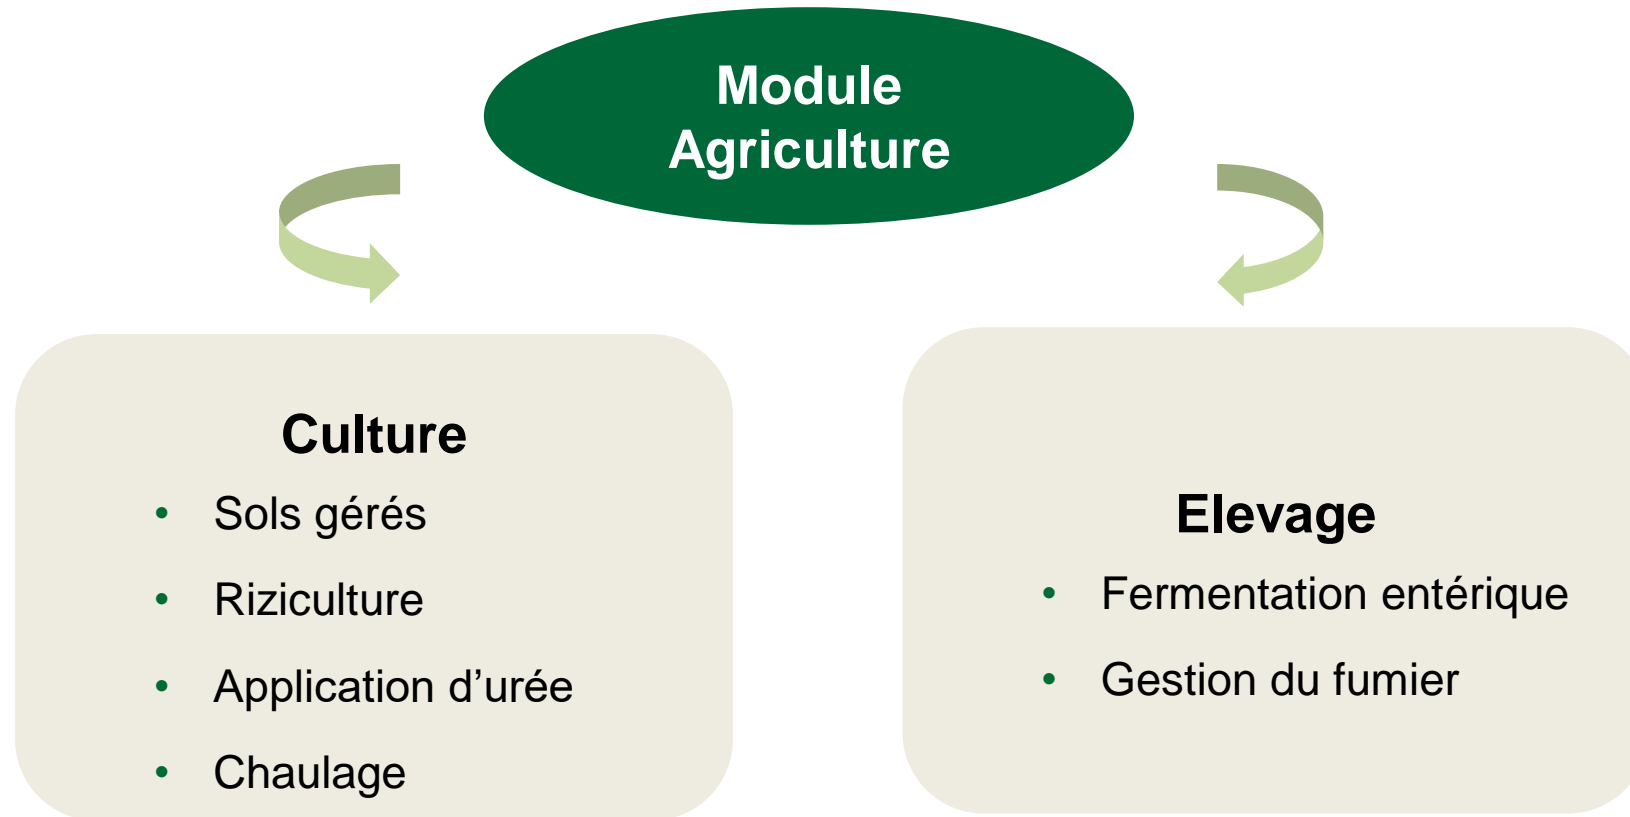 Module
Agriculture
Culture
• Sols gérés
• Riziculture
• Application d’urée
• Chaulage
Elevage
• Fermentation entérique
• Gestion du fumier